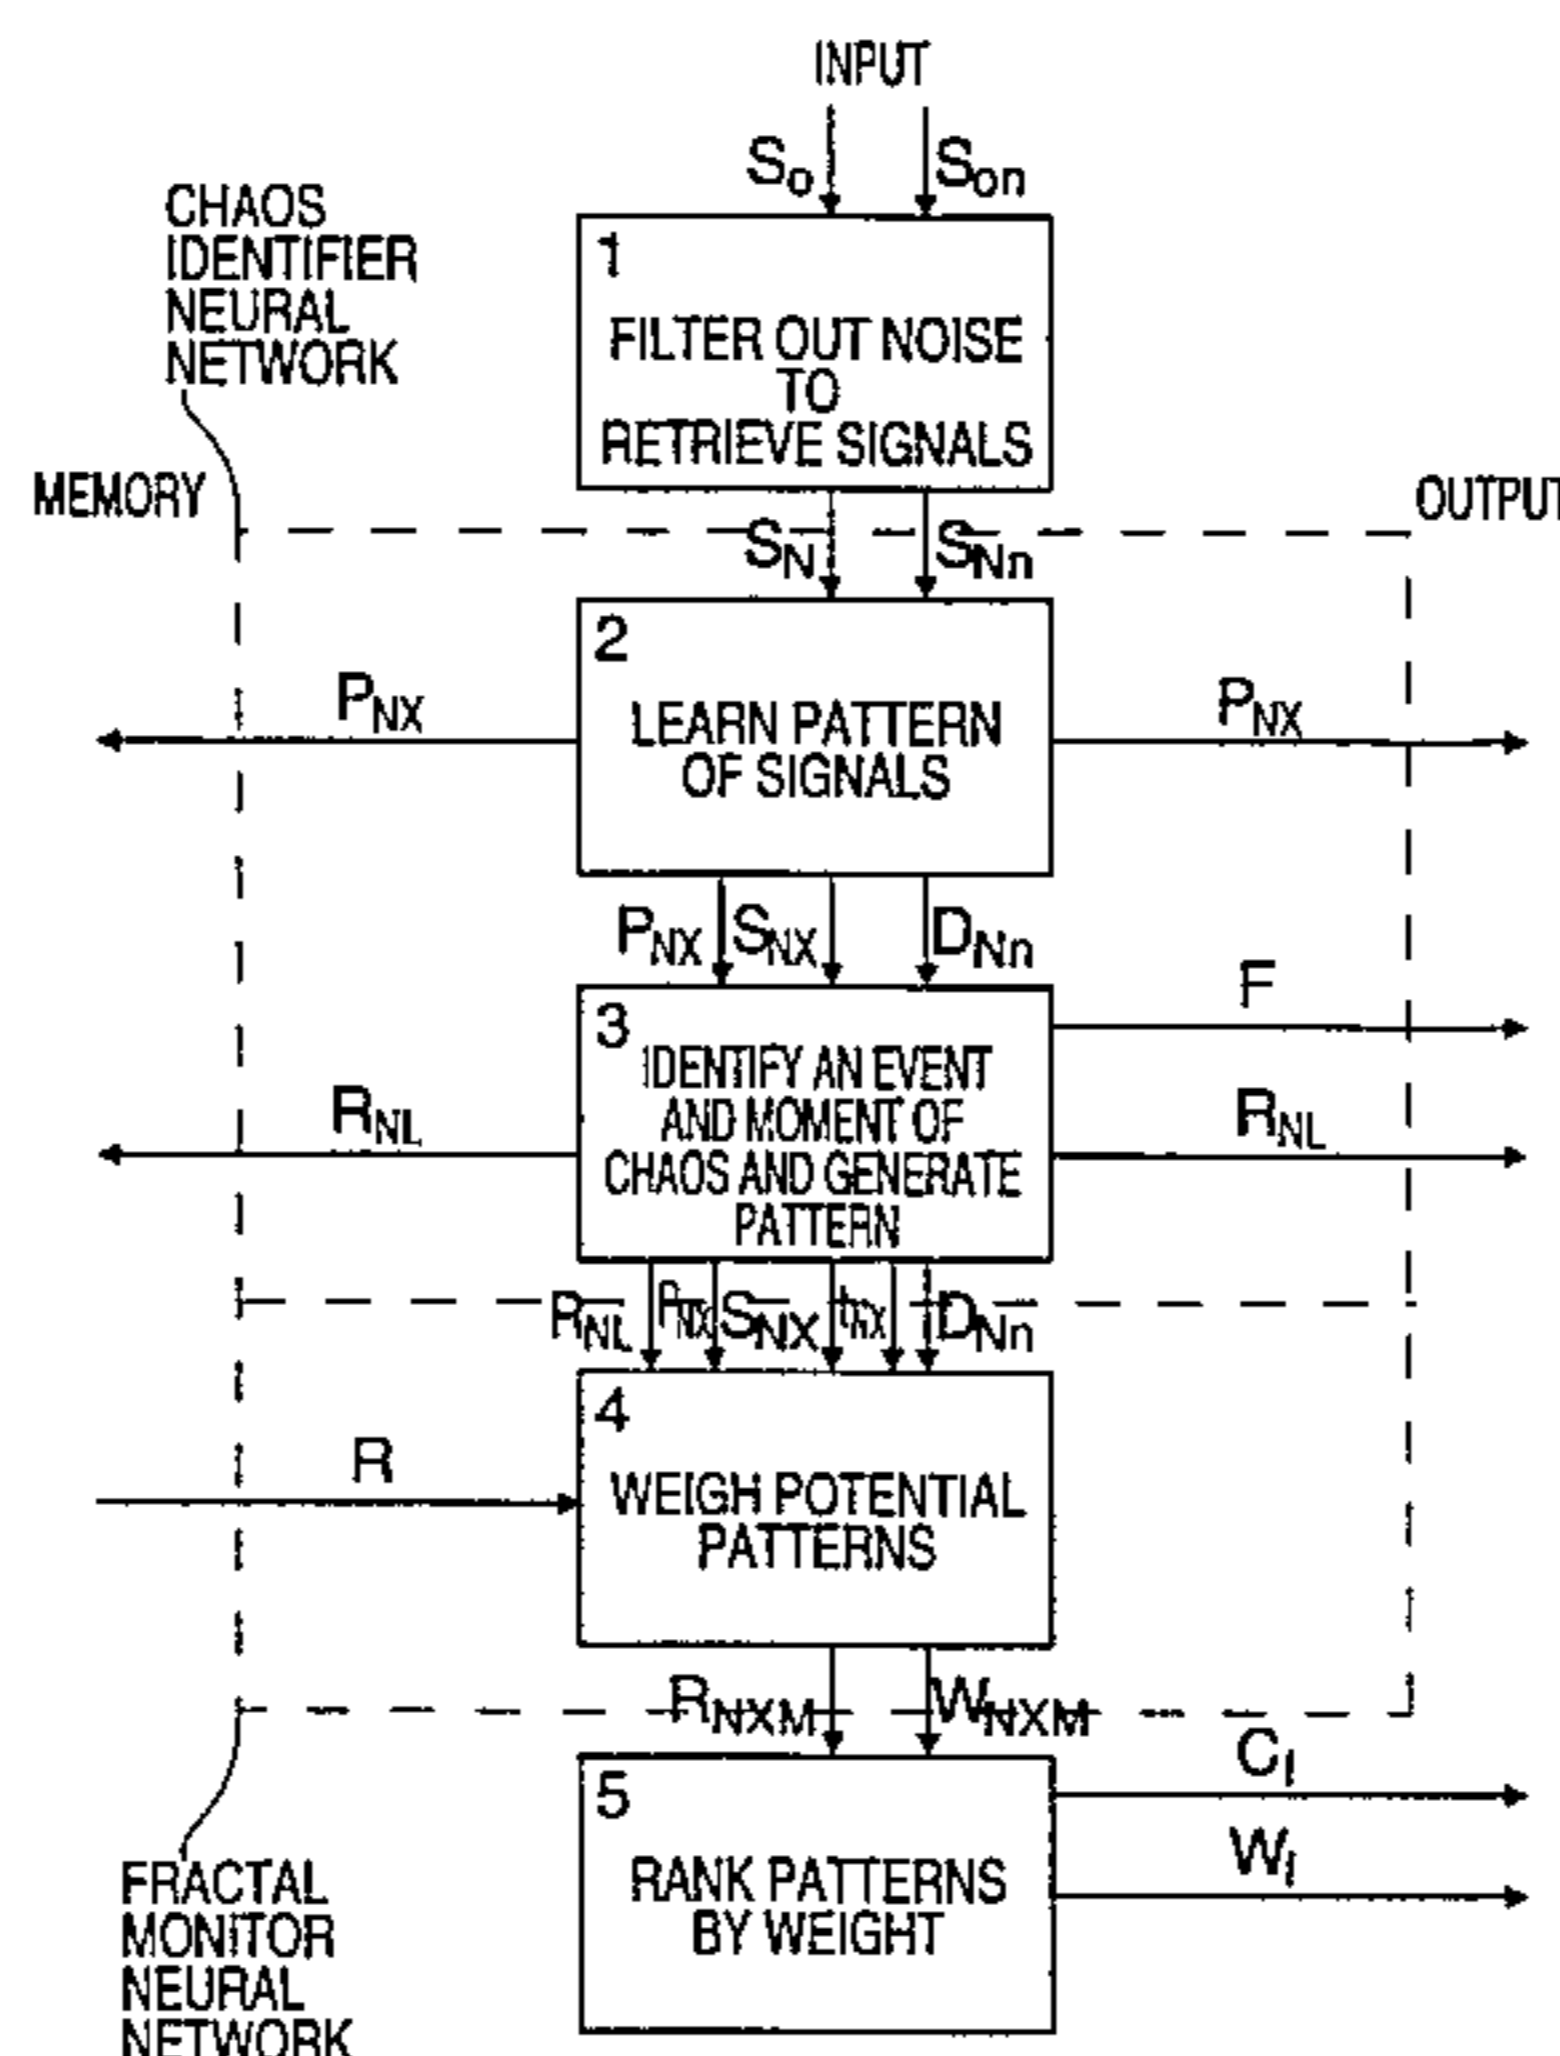 INPUT
So Son
CHAOS
IDENTIFIER
NEURAL
NETWORK
1
FILTER OUT NOISE
TO
RETRIEVE SIGNALS
MEMORY
OUTPUT
SN SNn
2
LEARN PATTERN
OF SIGNALS
PNX
PNX
PNX SNX DNn
3
IDENTIFY AN EVENT
AND MOMENT OF
CHAOS AND GENERATE
PATTERN
F
RNL
RNL
RNL PNX SNX tNX DNn
4
WEIGH POTENTIAL
PATTERNS
R
RNXM WNXM
5
RANK PATTERNS
BY WEIGHT
CI
WI
FRACTAL
MONITOR
NEURAL
NETWORK